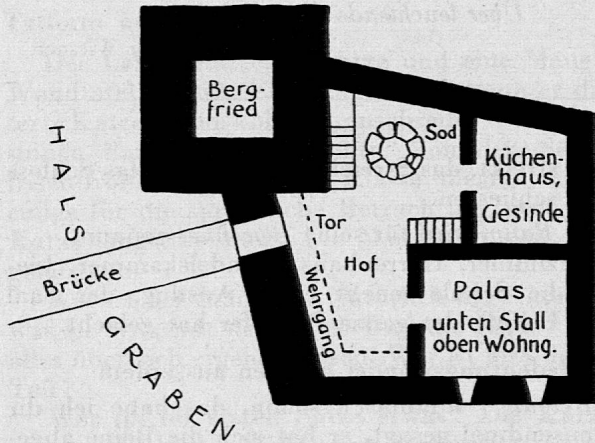 Berg-
fried
HALS
GRABEN
Brücke
Sod
Küchen-
haus,
Gesinde
Tor
Hof
Wehrgang
Palas
unten Stall
oben Wohng.